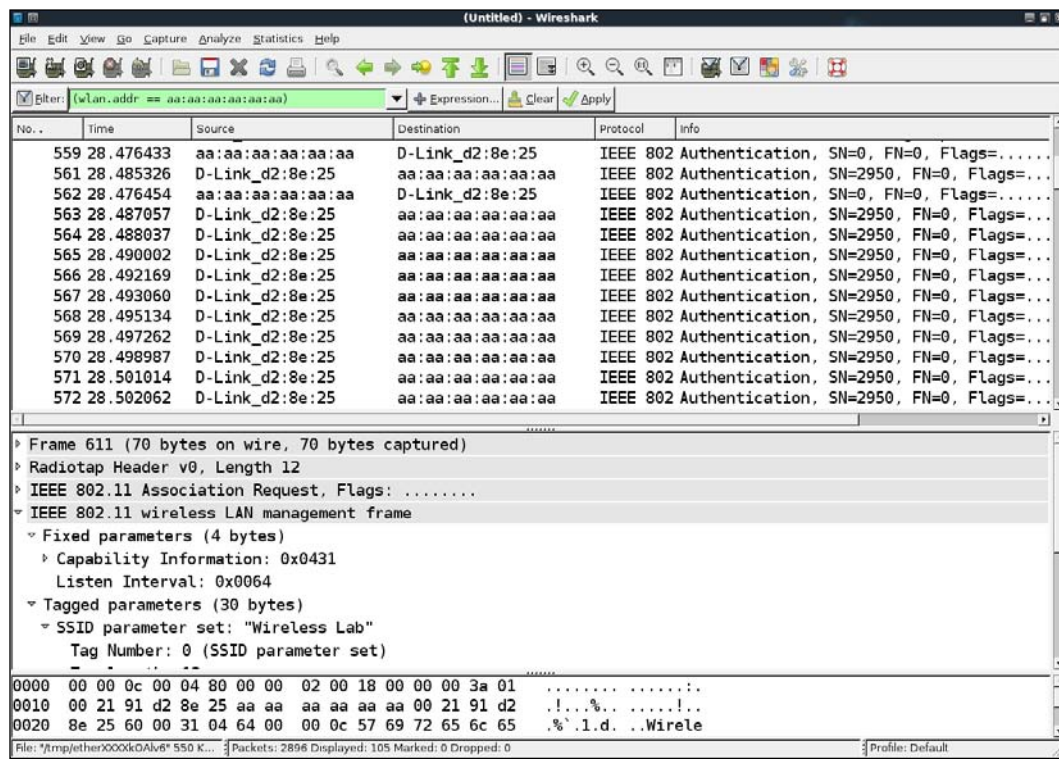 (Untitled) - Wireshark
File Edit View Go Capture Analyze Statistics Help
Filter: (wlan.addr == aa:aa:aa:aa:aa:aa) Expression... Clear Apply
No. . Time Source Destination Protocol Info
559 28.476433 aa:aa:aa:aa:aa:aa D-Link_d2:8e:25 IEEE 802 Authentication, SN=0, FN=0, Flags=......
561 28.485326 D-Link_d2:8e:25 aa:aa:aa:aa:aa:aa IEEE 802 Authentication, SN=2950, FN=0, Flags=...
562 28.476454 aa:aa:aa:aa:aa:aa D-Link_d2:8e:25 IEEE 802 Authentication, SN=0, FN=0, Flags=......
563 28.487057 D-Link_d2:8e:25 aa:aa:aa:aa:aa:aa IEEE 802 Authentication, SN=2950, FN=0, Flags=...
564 28.488037 D-Link_d2:8e:25 aa:aa:aa:aa:aa:aa IEEE 802 Authentication, SN=2950, FN=0, Flags=...
565 28.490002 D-Link_d2:8e:25 aa:aa:aa:aa:aa:aa IEEE 802 Authentication, SN=2950, FN=0, Flags=...
566 28.492169 D-Link_d2:8e:25 aa:aa:aa:aa:aa:aa IEEE 802 Authentication, SN=2950, FN=0, Flags=...
567 28.493060 D-Link_d2:8e:25 aa:aa:aa:aa:aa:aa IEEE 802 Authentication, SN=2950, FN=0, Flags=...
568 28.495134 D-Link_d2:8e:25 aa:aa:aa:aa:aa:aa IEEE 802 Authentication, SN=2950, FN=0, Flags=...
569 28.497262 D-Link_d2:8e:25 aa:aa:aa:aa:aa:aa IEEE 802 Authentication, SN=2950, FN=0, Flags=...
570 28.498987 D-Link_d2:8e:25 aa:aa:aa:aa:aa:aa IEEE 802 Authentication, SN=2950, FN=0, Flags=...
571 28.501014 D-Link_d2:8e:25 aa:aa:aa:aa:aa:aa IEEE 802 Authentication, SN=2950, FN=0, Flags=...
572 28.502062 D-Link_d2:8e:25 aa:aa:aa:aa:aa:aa IEEE 802 Authentication, SN=2950, FN=0, Flags=...
Frame 611 (70 bytes on wire, 70 bytes captured)
Radiotap Header v0, Length 12
IEEE 802.11 Association Request, Flags: ........
IEEE 802.11 wireless LAN management frame
Fixed parameters (4 bytes)
Capability Information: 0x0431
Listen Interval: 0x0064
Tagged parameters (30 bytes)
SSID parameter set: "Wireless Lab"
Tag Number: 0 (SSID parameter set)
0000 00 00 0c 00 04 80 00 00 02 00 18 00 00 00 3a 01 ........ ......:.
0010 00 21 91 d2 8e 25 aa aa aa aa aa aa 00 21 91 d2 .!...%.. .....!..
0020 8e 25 60 00 31 04 64 00 00 0c 57 69 72 65 6c 65 .%`.1.d. ..Wirele
File: "/tmp/etherXXXXkOAlv6" 550 K... Packets: 2896 Displayed: 105 Marked: 0 Dropped: 0 Profile: Default